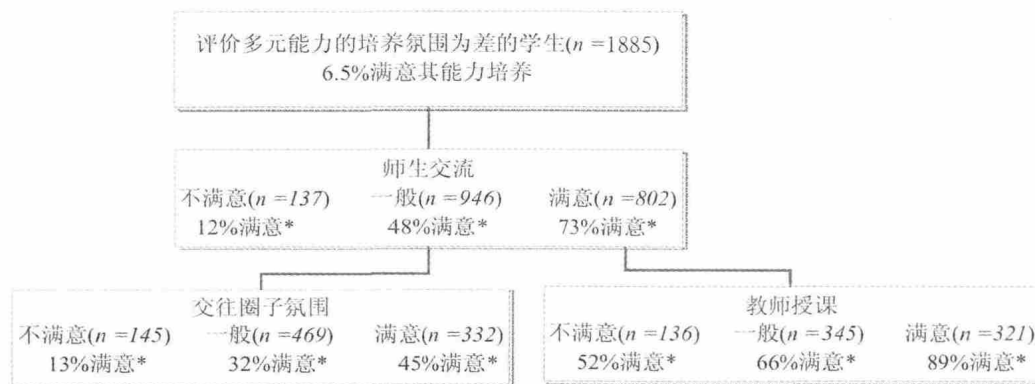 评价多元能力的培养氛围为差的学生(n =1885)
6.5%满意其能力培养
师生交流
不满意(n =137) 一般(n =946) 满意(n =802)
12%满意* 48%满意* 73%满意*
交往圈子氛围
不满意(n =145) 一般(n =469) 满意(n =332)
13%满意* 32%满意* 45%满意*
教师授课
不满意(n =136) 一般(n =345) 满意(n =321)
52%满意* 66%满意* 89%满意*